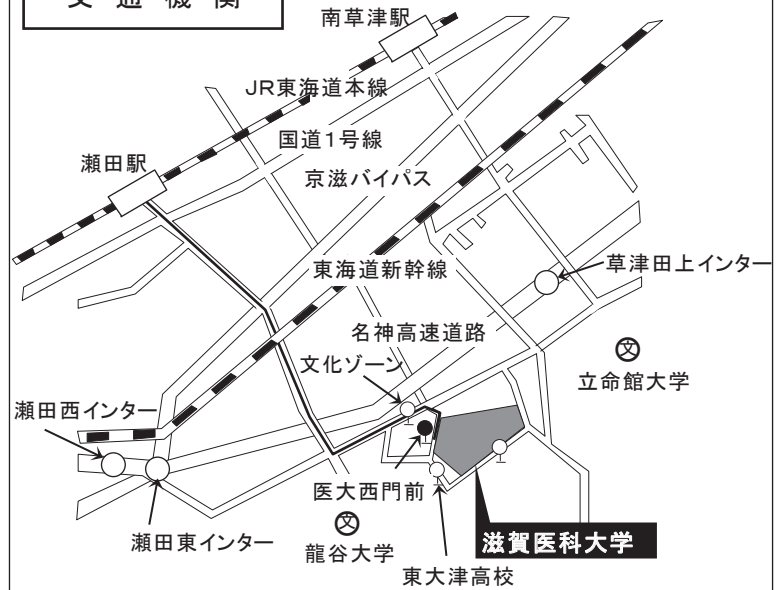 交通機関
南草津駅
JR東海道本線
国道1号線
瀬田駅
京滋バイパス
東海道新幹線
草津田上インター
名神高速道路
文化ゾーン
文
立命館大学
瀬田西インター
医大西門前
文
龍谷大学
瀬田東インター
滋賀医科大学
東大津高校